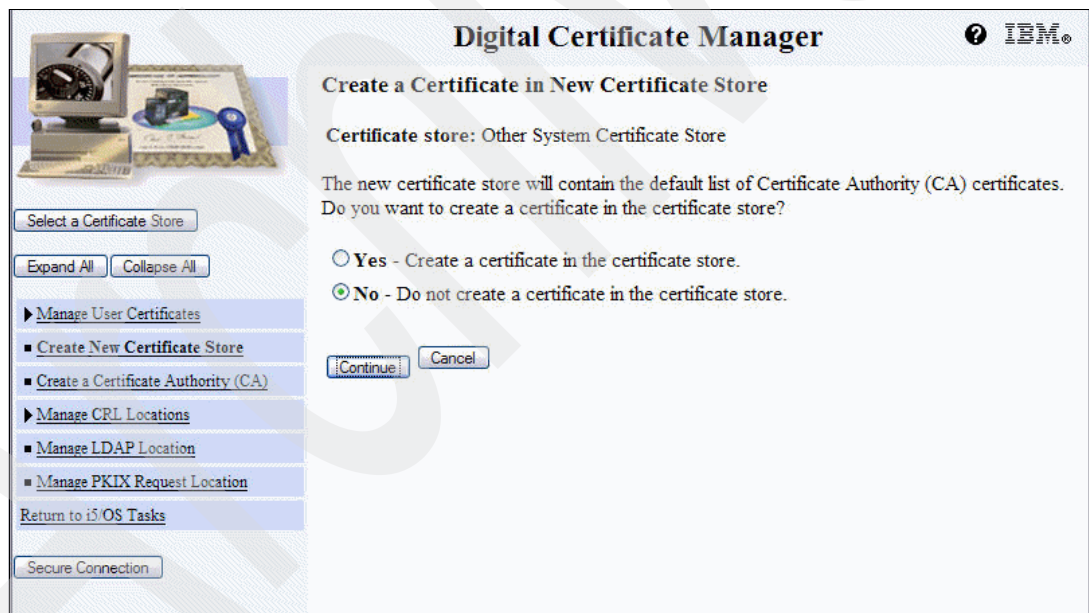 Digital Certificate Manager
IBM®
Create a Certificate in New Certificate Store
Certificate store: Other System Certificate Store
The new certificate store will contain the default list of Certificate Authority (CA) certificates.
Do you want to create a certificate in the certificate store?
Yes - Create a certificate in the certificate store.
No - Do not create a certificate in the certificate store.
Continue
Cancel
Select a Certificate Store
Expand All
Collapse All
Manage User Certificates
Create New Certificate Store
Create a Certificate Authority (CA)
Manage CRL Locations
Manage LDAP Location
Manage PKIX Request Location
Return to i5/OS Tasks
Secure Connection